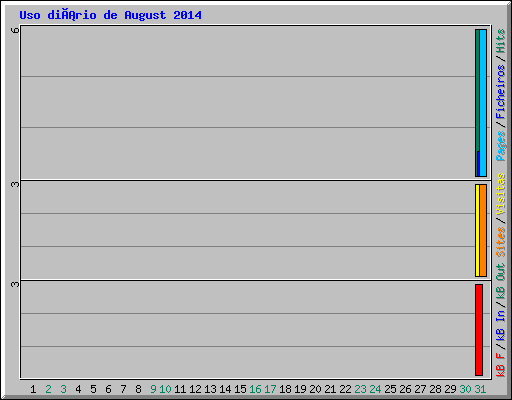 Uso diÃ¡rio de August 2014
6
3
3
Pages / Ficheiros / Hits
Sites / Visitas
kB F / kB In / kB Out
1 2 3 4 5 6 7 8 9 10 11 12 13 14 15 16 17 18 19 20 21 22 23 24 25 26 27 28 29 30 31